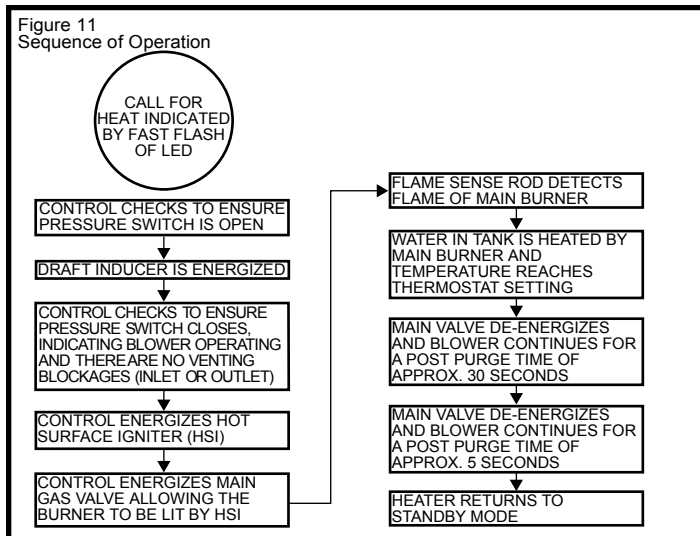 Figure 11
Sequence of Operation
CALL FOR
HEAT INDICATED
BY FAST FLASH
OF LED
CONTROL CHECKS TO ENSURE
PRESSURE SWITCH IS OPEN
DRAFT INDUCER IS ENERGIZED
CONTROL CHECKS TO ENSURE
PRESSURE SWITCH CLOSES,
INDICATING BLOWER OPERATING
AND THERE ARE NO VENTING
BLOCKAGES (INLET OR OUTLET)
CONTROL ENERGIZES HOT
SURFACE IGNITER (HSI)
CONTROL ENERGIZES MAIN
GAS VALVE ALLOWING THE
BURNER TO BE LIT BY HSI
FLAME SENSE ROD DETECTS
FLAME OF MAIN BURNER
WATER IN TANK IS HEATED BY
MAIN BURNER AND
TEMPERATURE REACHES
THERMOSTAT SETTING
MAIN VALVE DE-ENERGIZES
AND BLOWER CONTINUES FOR
A POST PURGE TIME OF
APPROX. 30 SECONDS
MAIN VALVE DE-ENERGIZES
AND BLOWER CONTINUES FOR
A POST PURGE TIME OF
APPROX. 5 SECONDS
HEATER RETURNS TO
STANDBY MODE